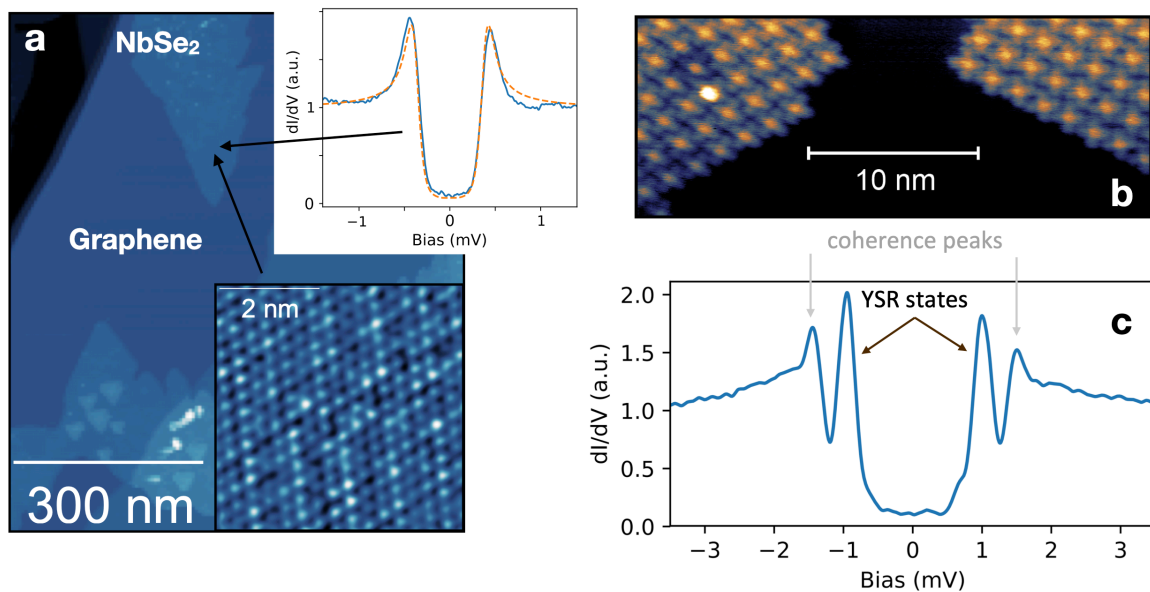 a
NbSe₂
Graphene
300 nm
dI/dV (a.u.)
1
0
−1
0
1
Bias (mV)
2 nm
10 nm
b
coherence peaks
YSR states
c
dI/dV (a.u.)
2.0
1.5
1.0
0.5
0.0
−3
−2
−1
0
1
2
3
Bias (mV)